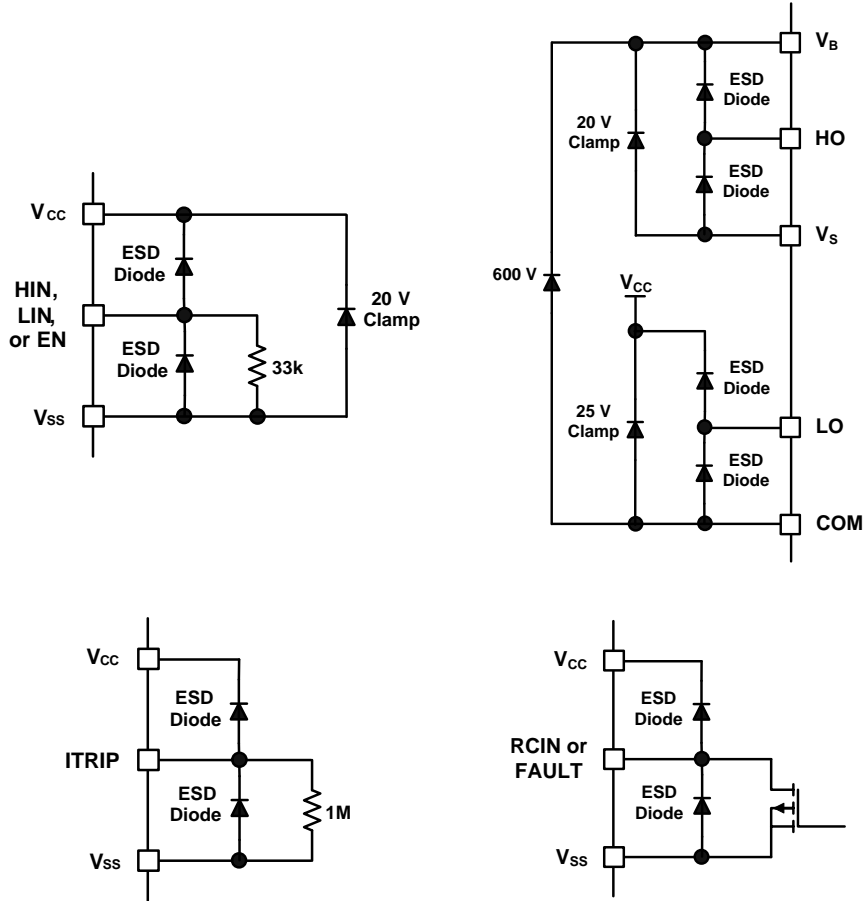 VB
ESD
Diode
20 V
Clamp
HO
ESD
Diode
VS
600 V
VCC
ESD
Diode
25 V
Clamp
LO
ESD
Diode
COM
VCC
ESD
Diode
HIN,
LIN,
or EN
20 V
Clamp
ESD
Diode
33k
VSS
VCC
ESD
Diode
ITRIP
ESD
Diode
1M
VSS
VCC
ESD
Diode
RCIN or
FAULT
ESD
Diode
VSS